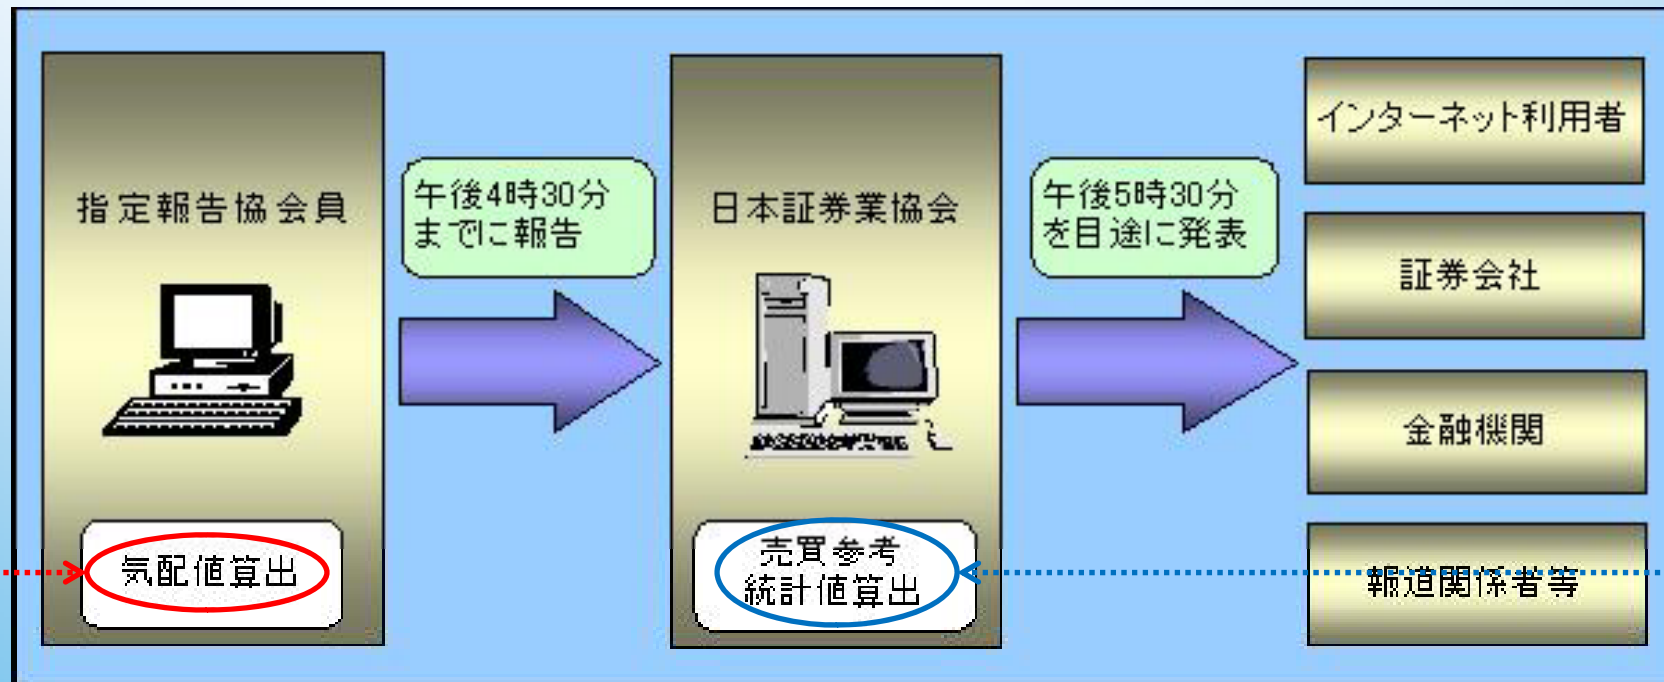 指定報告協会員
午後4時30分
までに報告
日本証券業協会
午後5時30分
を目途に発表
インターネット利用者
証券会社
金融機関
報道関係者等
気配値算出
売買参考
統計値算出